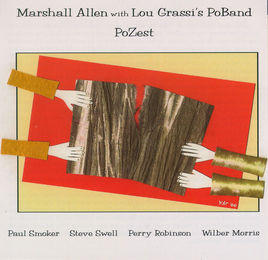 Marshall Allen with Lou Grassi's PoBand
PoZest
Paul Smoker Steve Swell Perry Robinson Wilber Morris